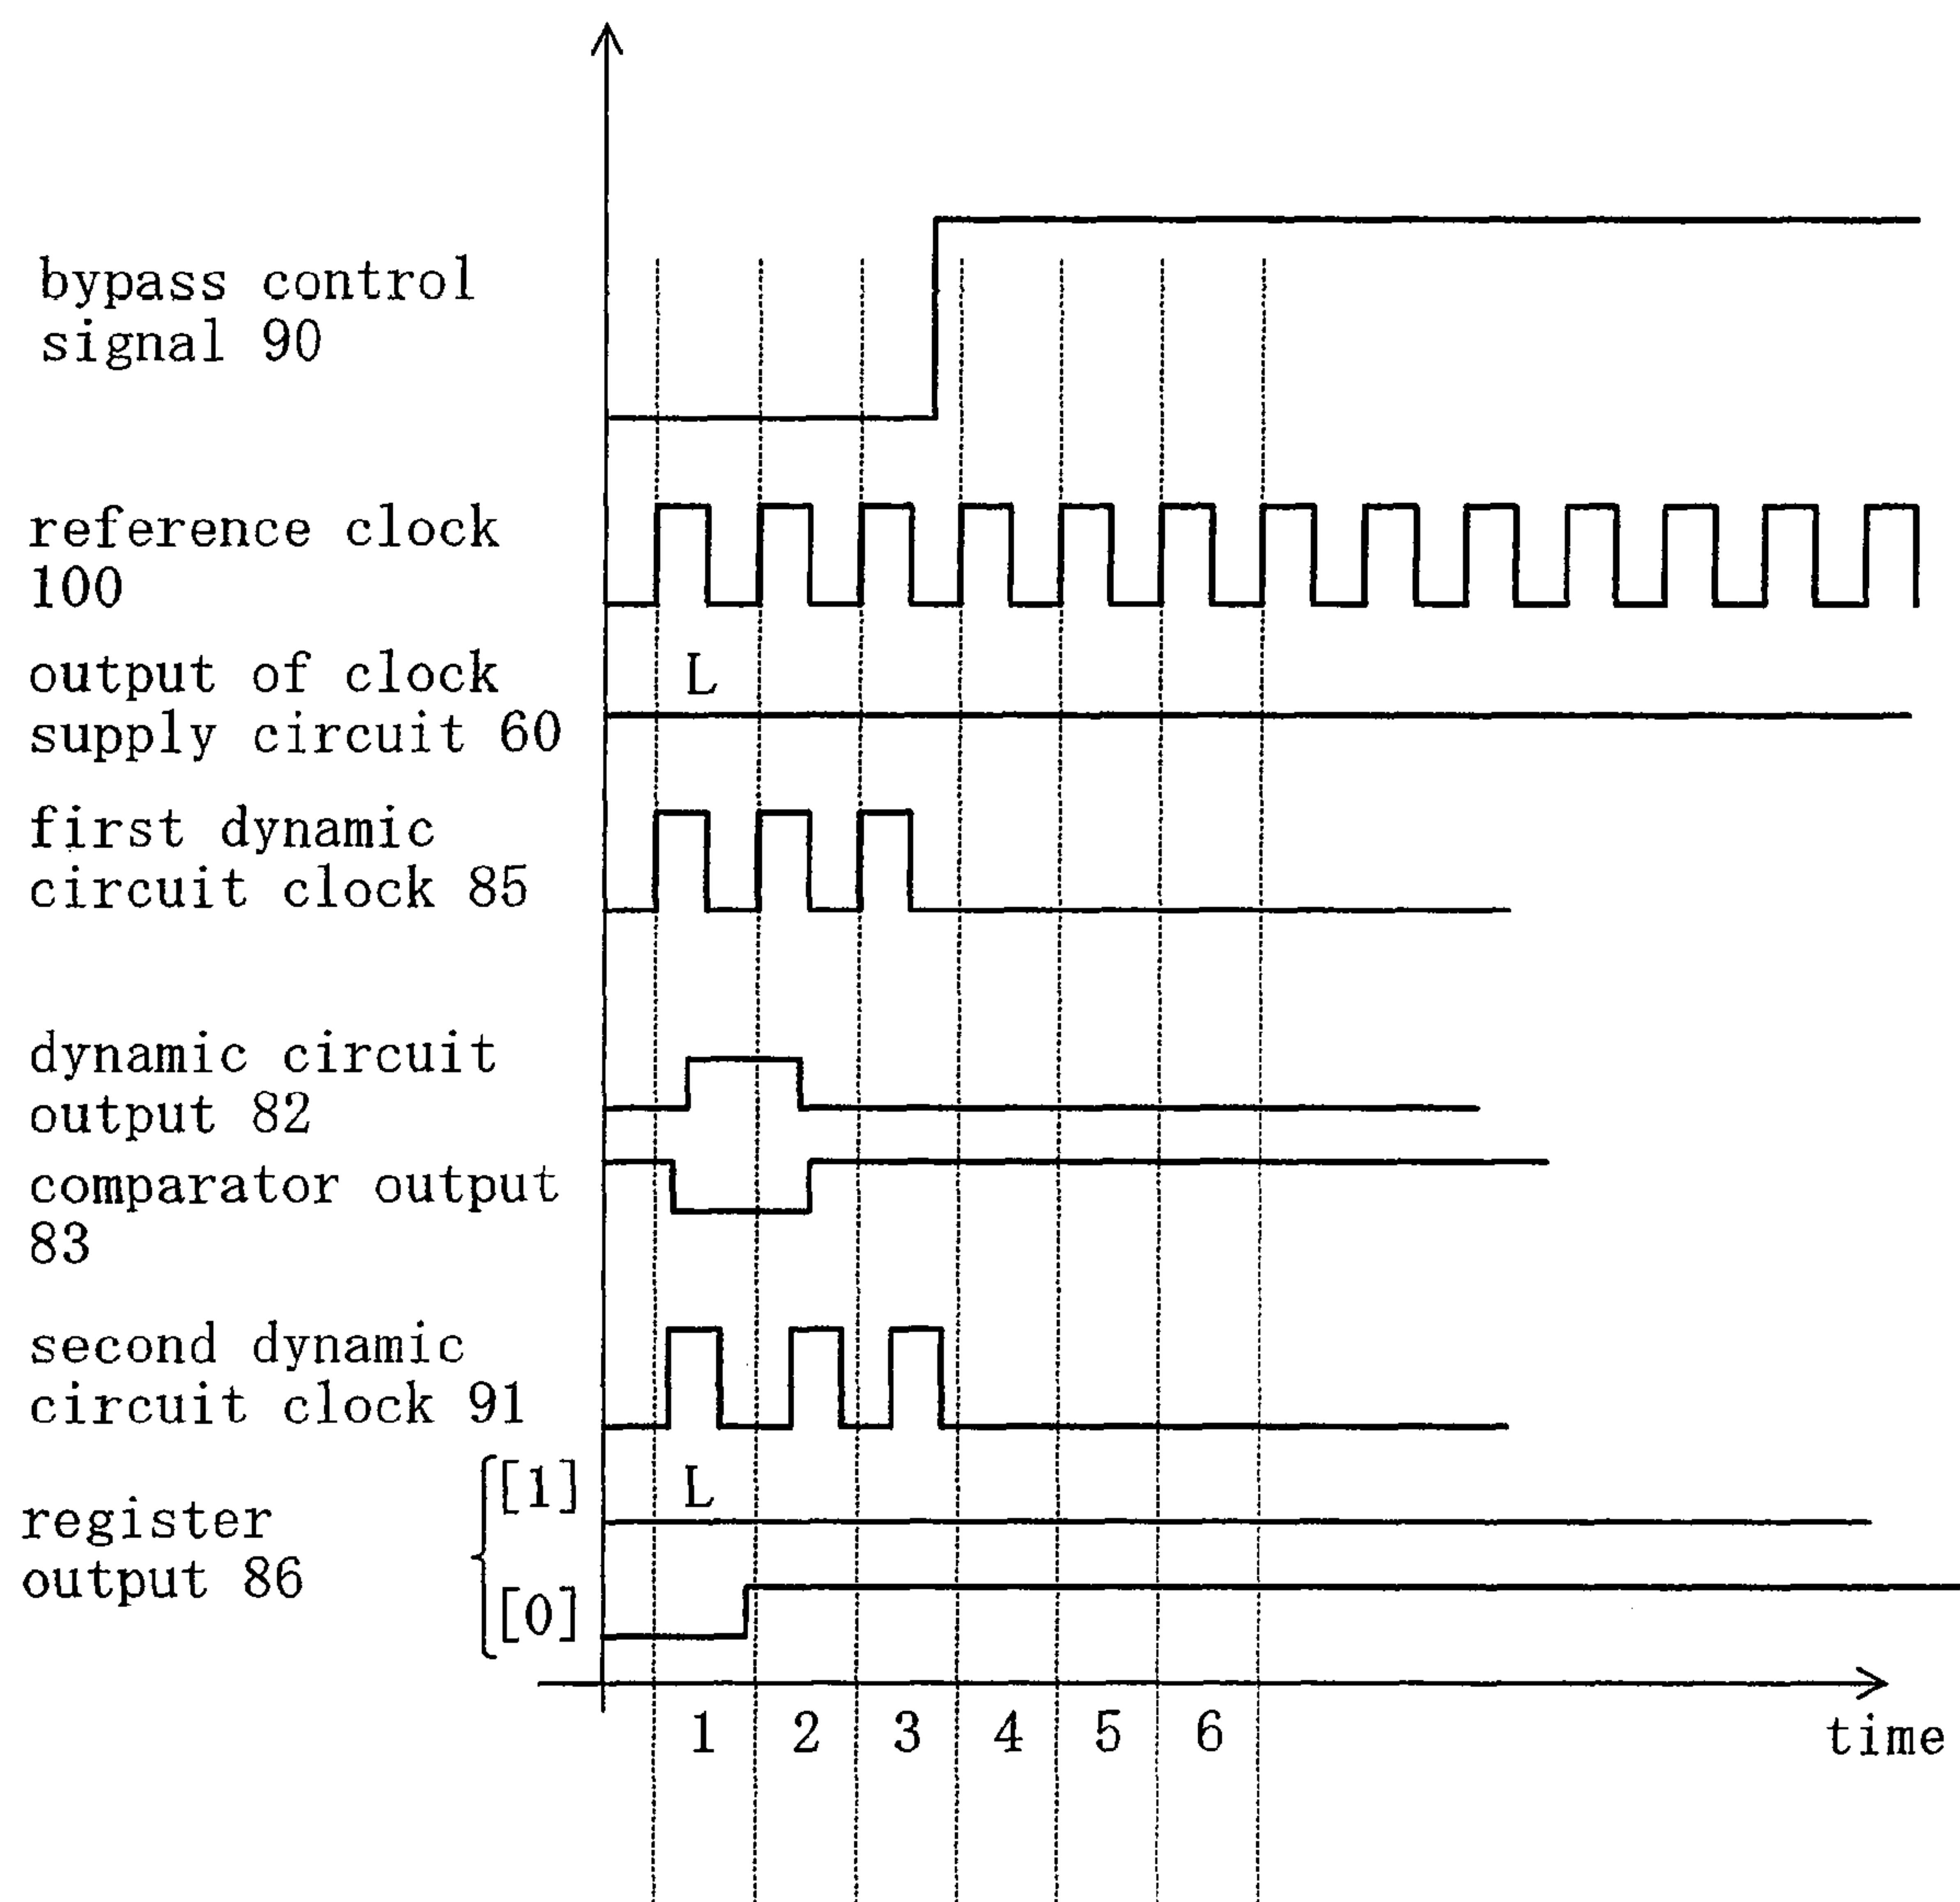 bypass control
signal 90
reference clock
100
output of clock
supply circuit 60
L
first dynamic
circuit clock 85
dynamic circuit
output 82
comparator output
83
second dynamic
circuit clock 91
register
output 86
[1]
L
[0]
1 2 3 4 5 6
time